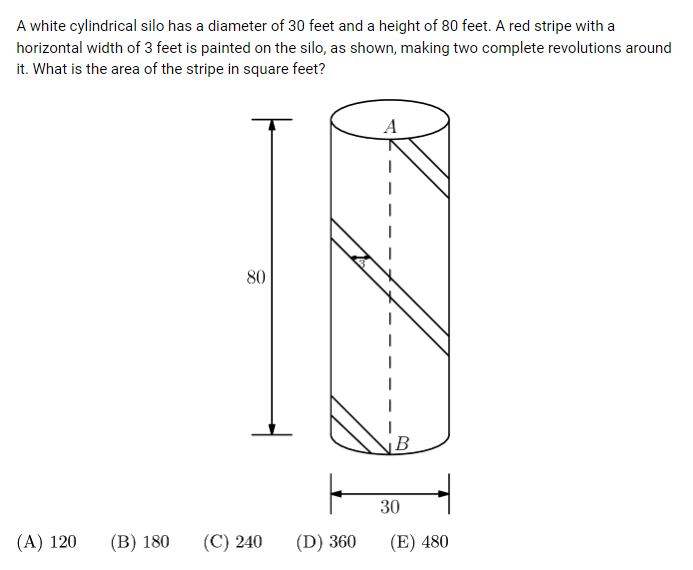 A white cylindrical silo has a diameter of 30 feet and a height of 80 feet. A red stripe with a
horizontal width of 3 feet is painted on the silo, as shown, making two complete revolutions around
it. What is the area of the stripe in square feet?
A
3
80
B
30
(A) 120 (B) 180 (C) 240 (D) 360 (E) 480